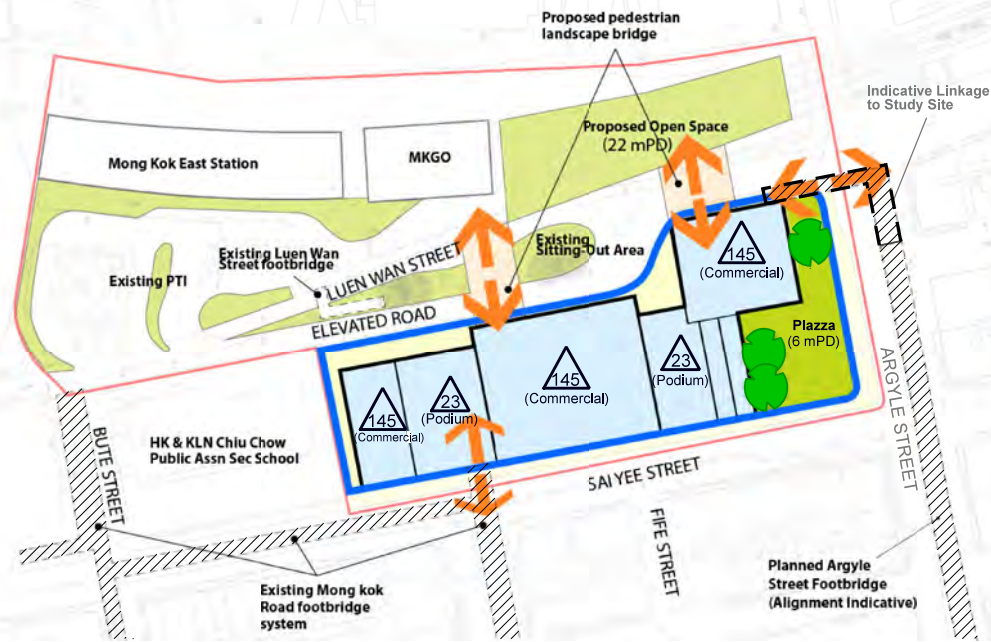 Proposed pedestrian
landscape bridge
Indicative Linkage
to Study Site
Proposed Open Space
(22 mPD)
Mong Kok East Station
MKGO
145
(Commercial)
Existing
Sitting-Out Area
Existing Luen Wan
Street footbridge
LUEN WAN STREET
Existing PTI
ELEVATED ROAD
Plazza
(6 mPD)
23
(Podium)
145
(Commercial)
23
(Podium)
145
(Commercial)
ARGYLE STREET
HK & KLN Chiu Chow
Public Assn Sec School
BUTE STREET
SAI YEE STREET
FIFE STREET
Planned Argyle
Street Footbridge
(Alignment Indicative)
Existing Mong kok
Road footbridge
system